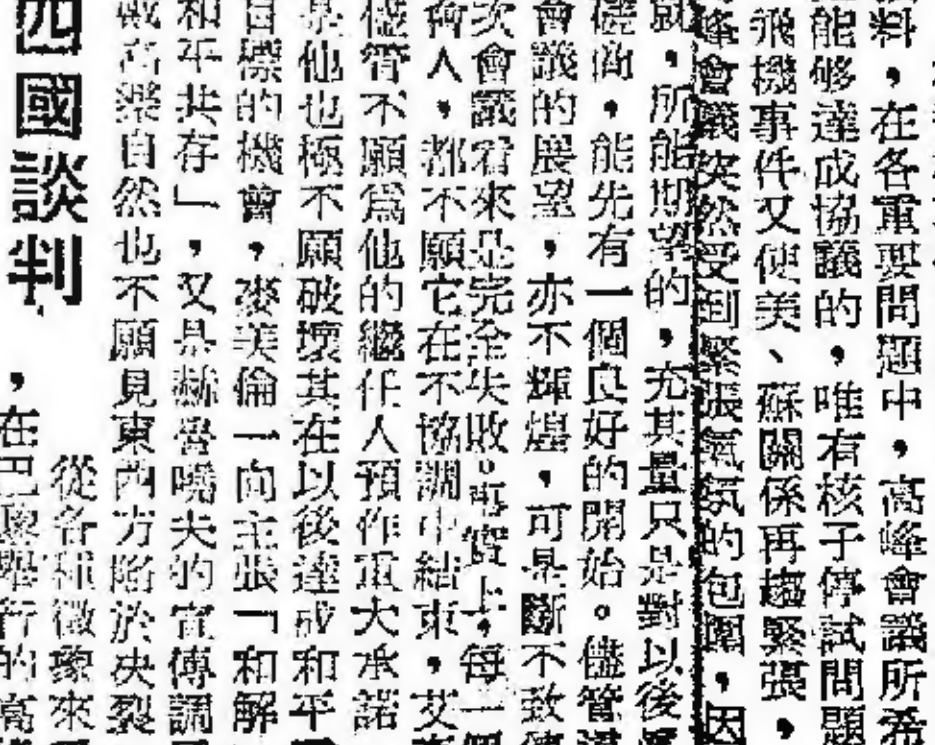 料，在各重要問題中，高峰會議所希
能够達成協議的，唯有核子停試問題
飛機事件又使美、蘇關係再趨緊張，
峰會議突然受到緊張氣氛的包圍，因
就，所能期望的，充其量只是對以後
儘尚，能先有一個良好的開始。儘管
會議的展望，亦不輝煌，可是斷不致
次會議看來是完全失敗。事實上，每一個
會人，都不願它在不協調中結束，艾
儘管不願爲他的繼任人預作重大承諾
是他也極不願破壞其在以後達成和平
目標的機會，麥美倫一向主張「和解
和平共存」，又是赫魯曉夫的宣傳調
戴高樂自然也不願見東西方陷於決裂
從各種徵象來
四國談判，在巴黎舉行的高